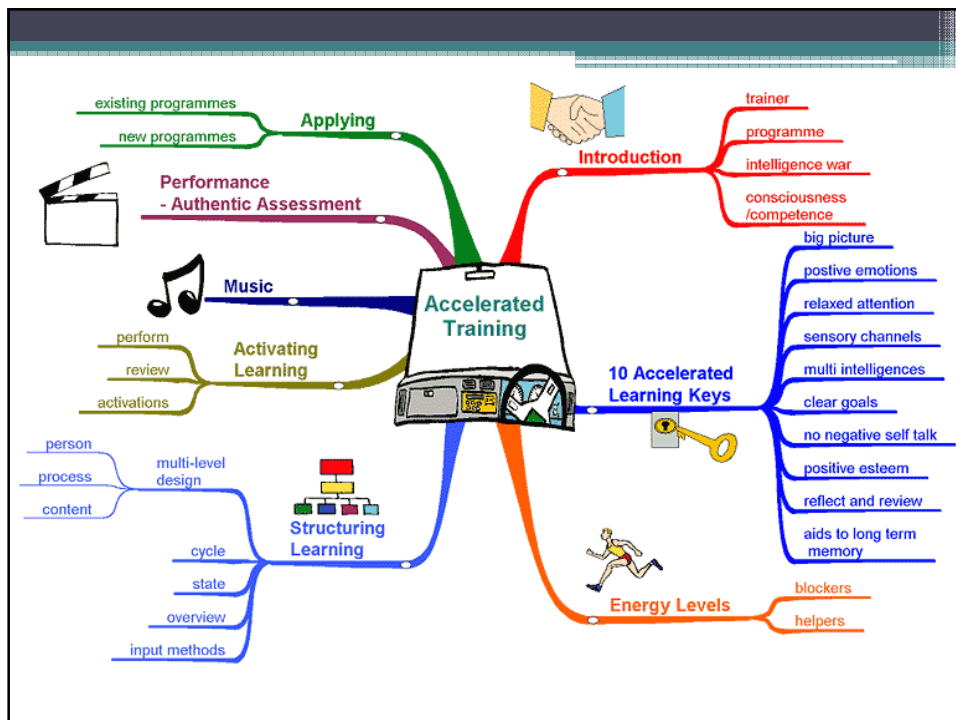 Accelerated
Training
Introduction
trainer
programme
intelligence war
consciousness
/competence
10 Accelerated
Learning Keys
big picture
postive emotions
relaxed attention
sensory channels
multi intelligences
clear goals
no negative self talk
positive esteem
reflect and review
aids to long term
memory
Energy Levels
blockers
helpers
Structuring
Learning
multi-level
design
person
process
content
cycle
state
overview
input methods
Activating
Learning
perform
review
activations
Music
Performance
- Authentic Assessment
Applying
existing programmes
new programmes